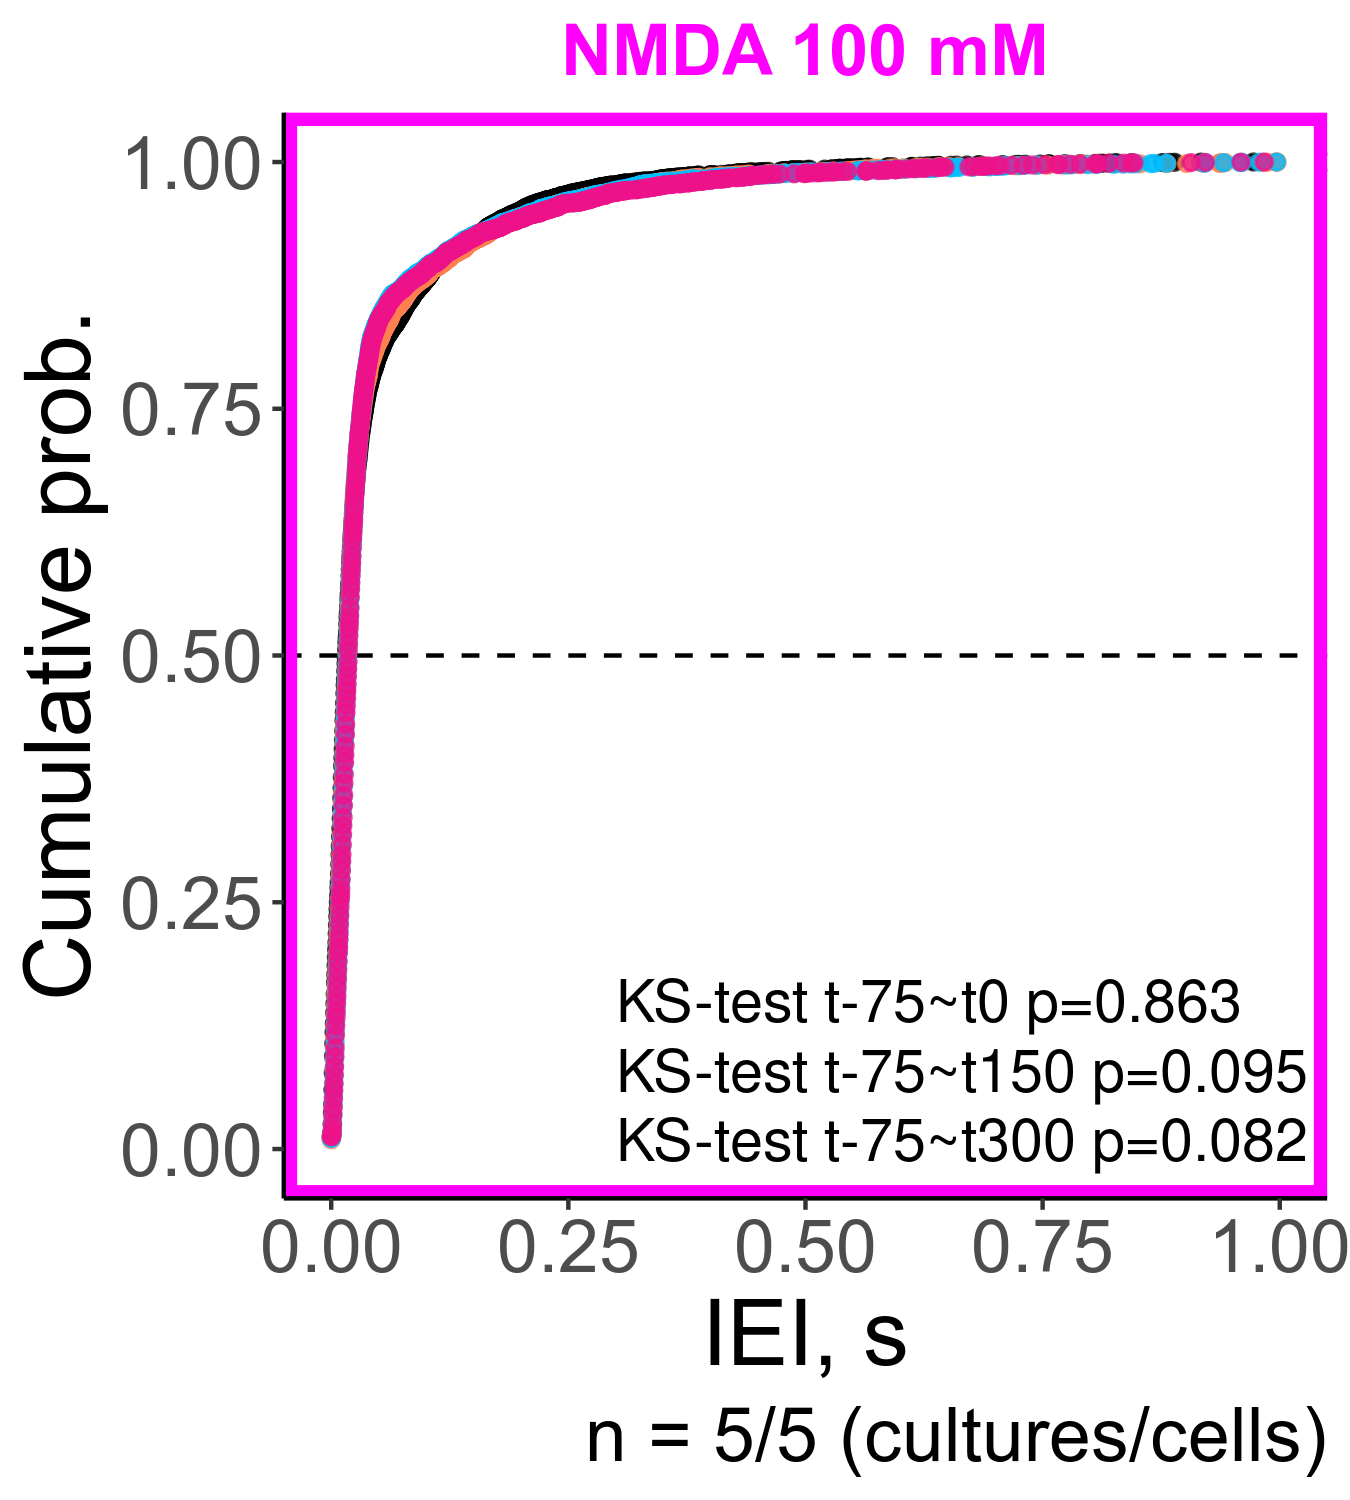 NMDA 100 mM
Cumulative prob.
1.00
0.75
0.50
0.25
0.00
KS-test t-75~t0 p=0.863
KS-test t-75~t150 p=0.095
KS-test t-75~t300 p=0.082
0.00 0.25 0.50 0.75 1.00
IEI, s
n = 5/5 (cultures/cells)